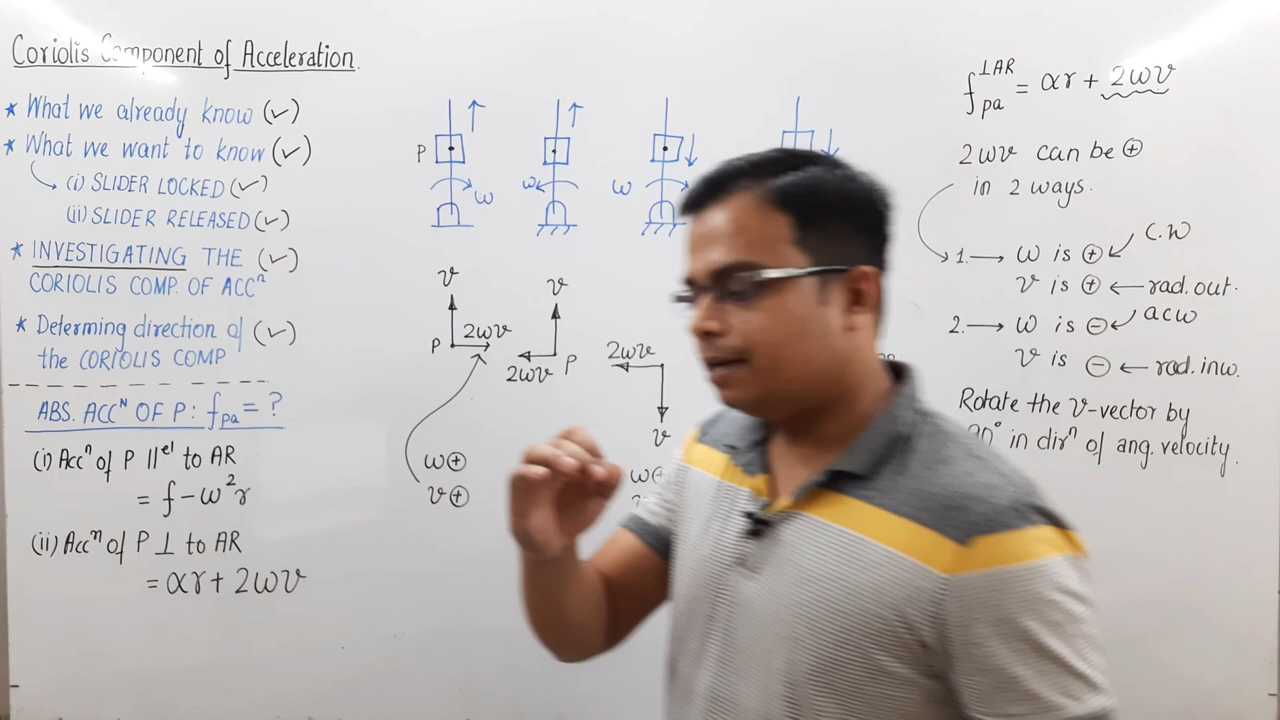 Coriolis Component of Acceleration.
* What we already know (✓)
* What we want to know (✓)
(i) SLIDER LOCKED (✓)
(ii) SLIDER RELEASED (✓)
* INVESTIGATING THE (✓)
CORIOLIS COMP. OF ACCⁿ
* Determing direction of (✓)
the CORIOLIS COMP
ABS. ACCᴺ OF P: f_pa = ?
(i) Accⁿ of P ||ᵉˡ to AR
= f - ω²r
(ii) Accⁿ of P ⊥ to AR
= αr + 2ωv
P
ω
ω
ω
v
P
2ωv
v
2ωv
P
2ωv
v
ω⊕
v⊕
ω⊕
f_pa^⊥AR = αr + 2ωv
2ωv can be ⊕
in 2 ways.
1. → ω is ⊕ C.W
v is ⊕ ← rad. out.
2. → ω is ⊖ acw
v is ⊖ ← rad. inw.
Rotate the v-vector by
in dirⁿ of ang. velocity.